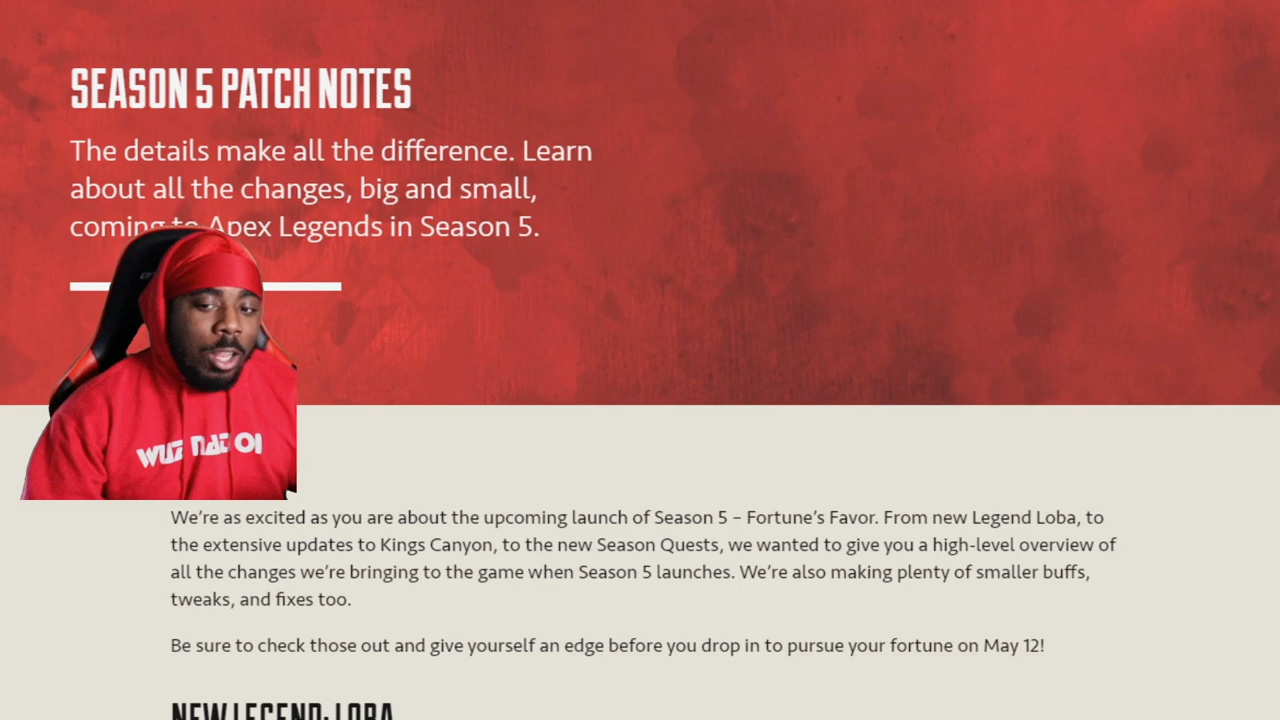 SEASON 5 PATCH NOTES
The details make all the difference. Learn
about all the changes, big and small,
coming to Apex Legends in Season 5.
We're as excited as you are about the upcoming launch of Season 5 – Fortune's Favor. From new Legend Loba, to
the extensive updates to Kings Canyon, to the new Season Quests, we wanted to give you a high-level overview of
all the changes we're bringing to the game when Season 5 launches. We're also making plenty of smaller buffs,
tweaks, and fixes too.
Be sure to check those out and give yourself an edge before you drop in to pursue your fortune on May 12!
NEW LEGEND: LOBA